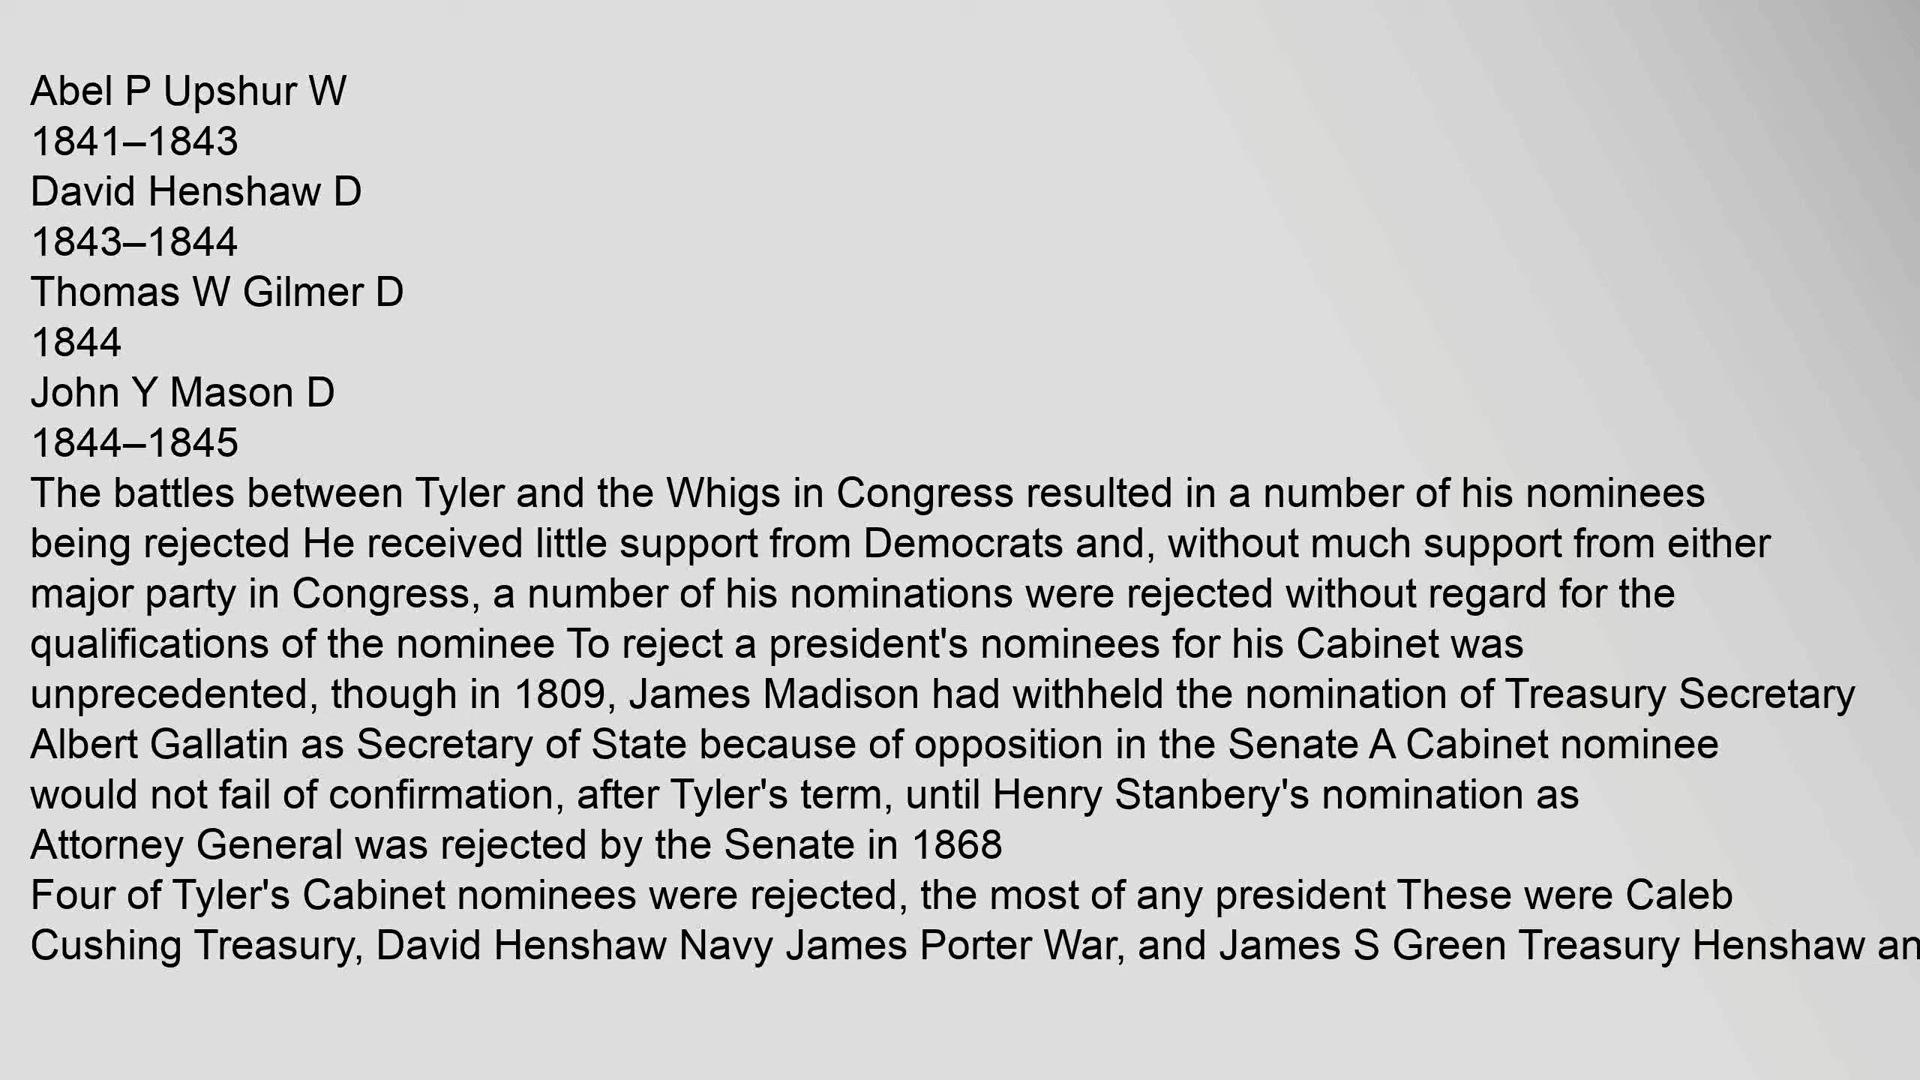 Abel P Upshur W
1841–1843
David Henshaw D
1843–1844
Thomas W Gilmer D
1844
John Y Mason D
1844–1845
The battles between Tyler and the Whigs in Congress resulted in a number of his nominees
being rejected He received little support from Democrats and, without much support from either
major party in Congress, a number of his nominations were rejected without regard for the
qualifications of the nominee To reject a president's nominees for his Cabinet was
unprecedented, though in 1809, James Madison had withheld the nomination of Treasury Secretary
Albert Gallatin as Secretary of State because of opposition in the Senate A Cabinet nominee
would not fail of confirmation, after Tyler's term, until Henry Stanbery's nomination as
Attorney General was rejected by the Senate in 1868
Four of Tyler's Cabinet nominees were rejected, the most of any president These were Caleb
Cushing Treasury, David Henshaw Navy James Porter War, and James S Green Treasury Henshaw an